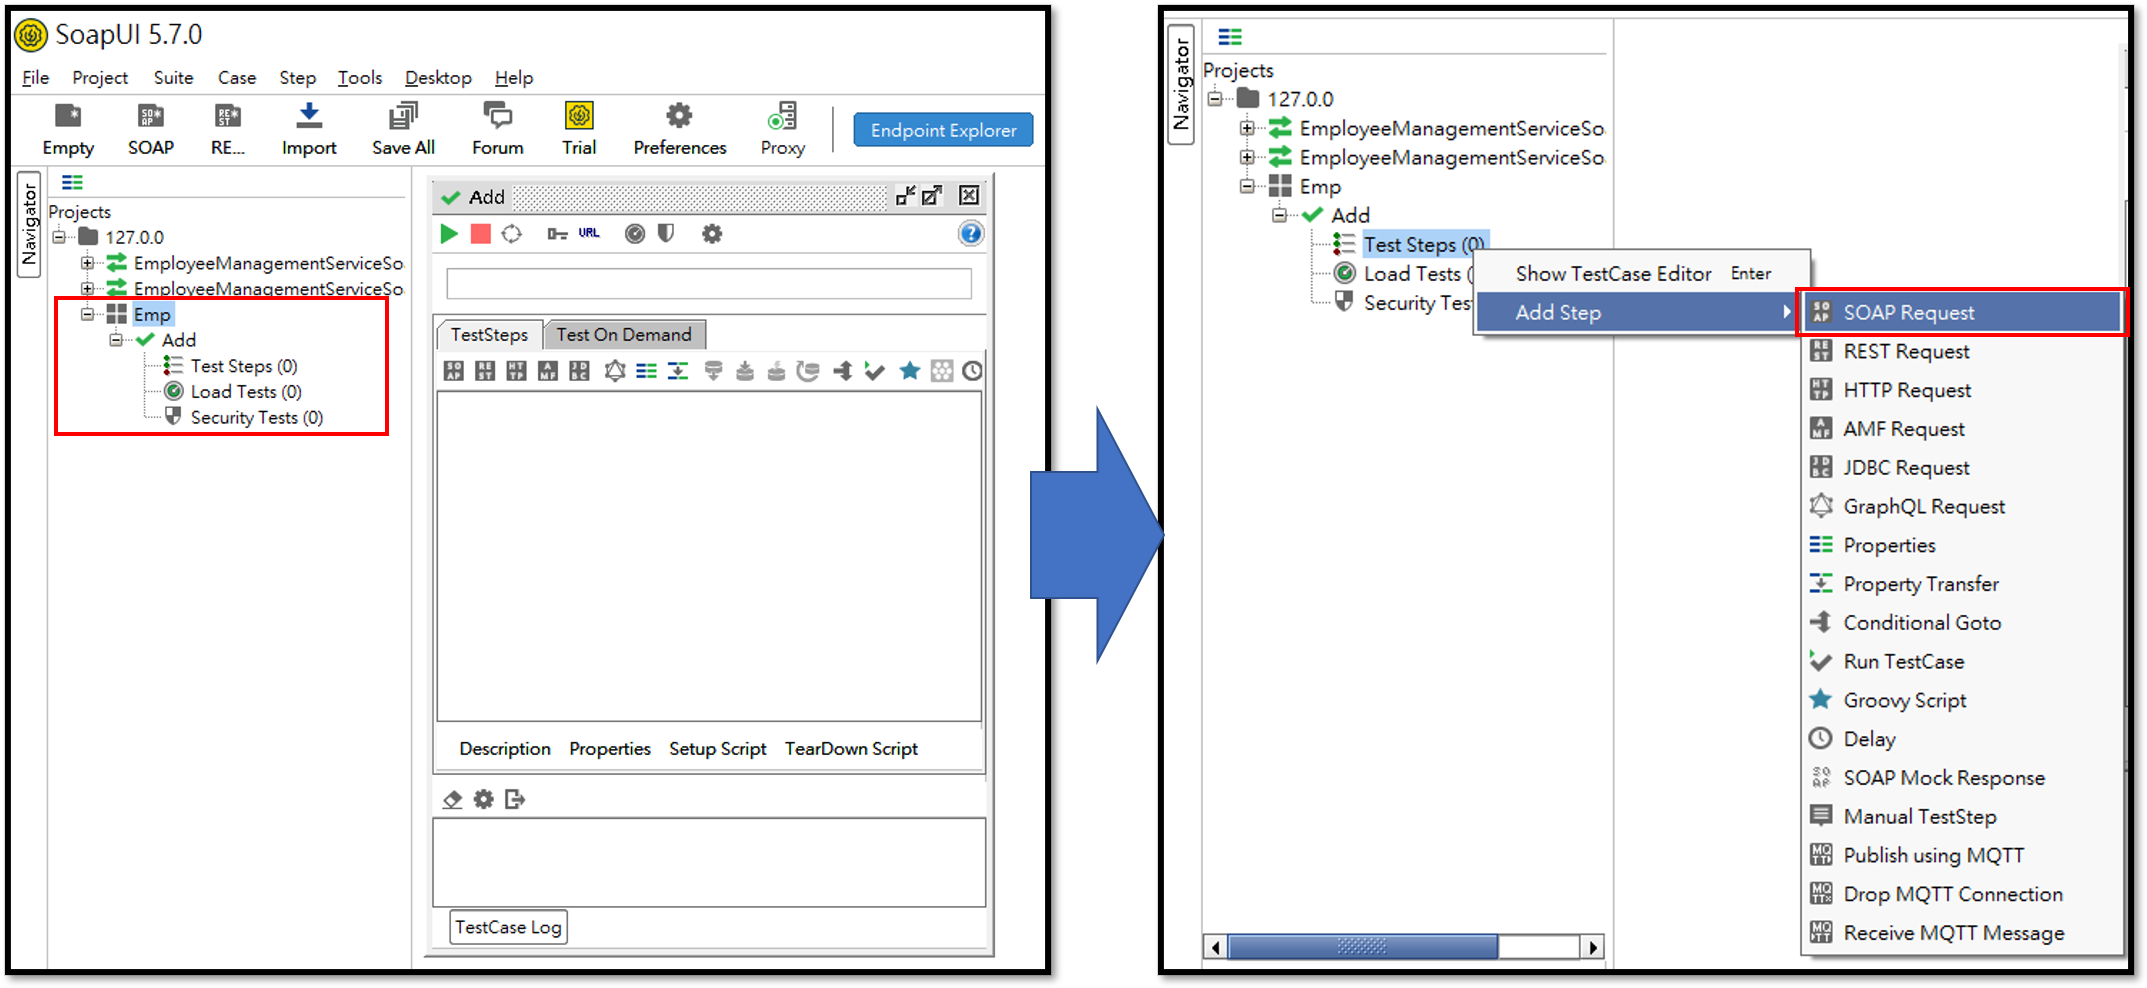 SoapUI 5.7.0
File Project Suite Case Step Tools Desktop Help
Empty SOAP RE... Import Save All Forum Trial Preferences Proxy Endpoint Explorer
Navigator
Projects
127.0.0
EmployeeManagementServiceSo
EmployeeManagementServiceSo
Emp
Add
Test Steps (0)
Load Tests (0)
Security Tests (0)
Add
URL
TestSteps Test On Demand
Description Properties Setup Script TearDown Script
TestCase Log
Navigator
Projects
127.0.0
EmployeeManagementServiceSo
EmployeeManagementServiceSo
Emp
Add
Test Steps (0)
Load Tests (
Security Tes
Show TestCase Editor Enter
Add Step
SOAP Request
REST Request
HTTP Request
AMF Request
JDBC Request
GraphQL Request
Properties
Property Transfer
Conditional Goto
Run TestCase
Groovy Script
Delay
SOAP Mock Response
Manual TestStep
Publish using MQTT
Drop MQTT Connection
Receive MQTT Message